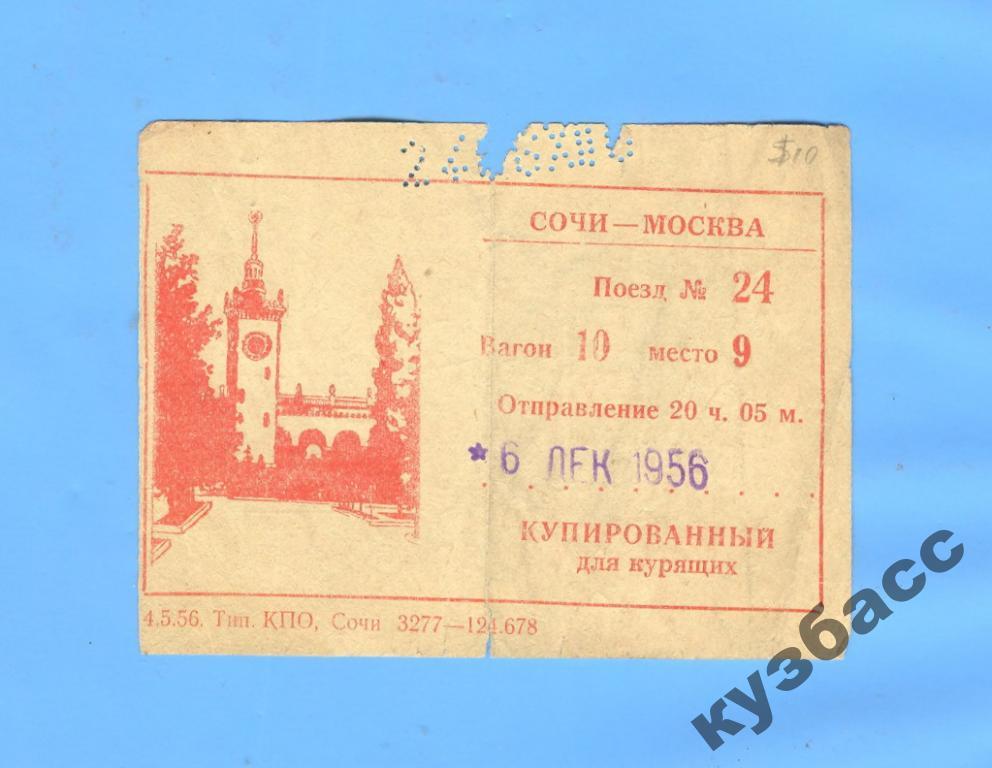 $10
СОЧИ—МОСКВА
Поезд № 24
Вагон 10 место 9
Отправление 20 ч. 05 м.
* 6 ДЕК 1956
КУПИРОВАННЫЙ
для курящих
4.5.56. Тип. КПО, Сочи 3277—124.678
кузбасс